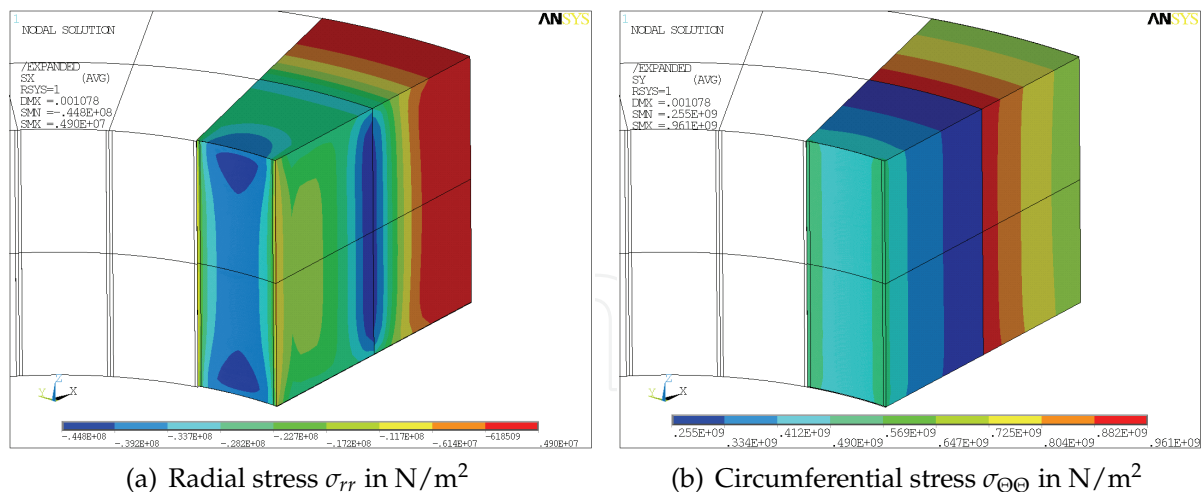 1
ANSYS
NODAL SOLUTION
/EXPANDED
SX (AVG)
RSYS=1
DMX =.001078
SMN =-.448E+08
SMX =.490E+07
Z
Y X
-.448E+08 -.337E+08 -.227E+08 -.117E+08 -618509
-.392E+08 -.282E+08 -.172E+08 -.614E+07 .490E+07
(a) Radial stress σrr in N/m²
1
ANSYS
NODAL SOLUTION
/EXPANDED
SY (AVG)
RSYS=1
DMX =.001078
SMN =.255E+09
SMX =.961E+09
Z
Y X
.255E+09 .412E+09 .569E+09 .725E+09 .882E+09
.334E+09 .490E+09 .647E+09 .804E+09 .961E+09
(b) Circumferential stress σΘΘ in N/m²